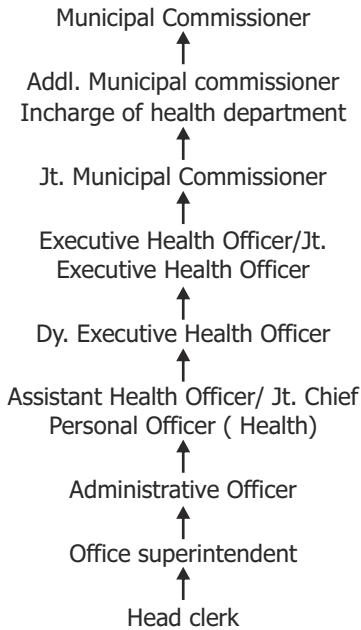 Municipal Commissioner
Addl. Municipal commissioner
Incharge of health department
Jt. Municipal Commissioner
Executive Health Officer/Jt.
Executive Health Officer
Dy. Executive Health Officer
Assistant Health Officer/ Jt. Chief
Personal Officer ( Health)
Administrative Officer
Office superintendent
Head clerk